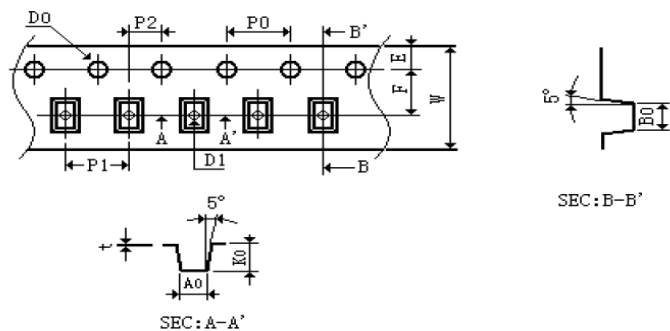 D0
P2
P0
B'
E
F
W
A
A'
P1
D1
B
5°
B0
SEC:B-B'
5°
t
A0
K0
SEC:A-A'